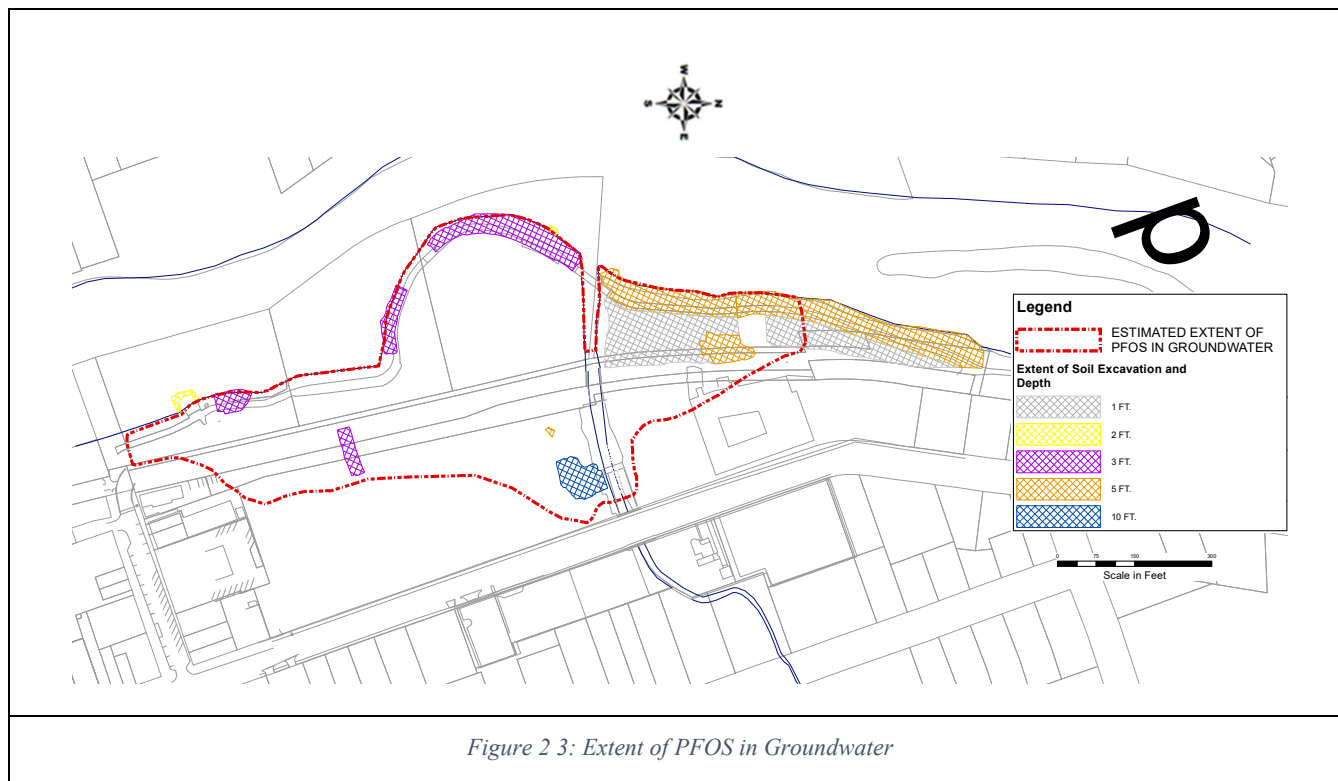 W
S
N
E
Legend
ESTIMATED EXTENT OF
PFOS IN GROUNDWATER
Extent of Soil Excavation and
Depth
1 FT.
2 FT.
3 FT.
5 FT.
10 FT.
0 75 150 300
Scale in Feet
Figure 2 3: Extent of PFOS in Groundwater